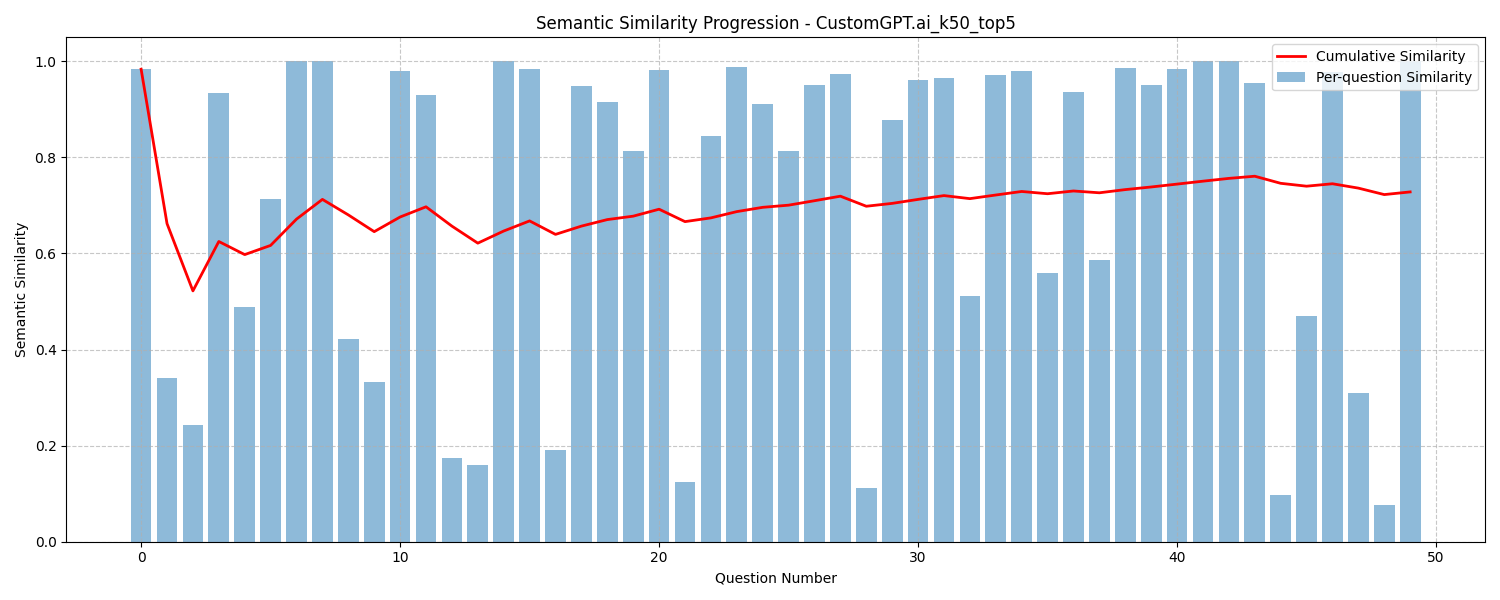 Semantic Similarity Progression - CustomGPT.ai_k50_top5
Cumulative Similarity
Per-question Similarity
Semantic Similarity
1.0
0.8
0.6
0.4
0.2
0.0
0 10 20 30 40 50
Question Number